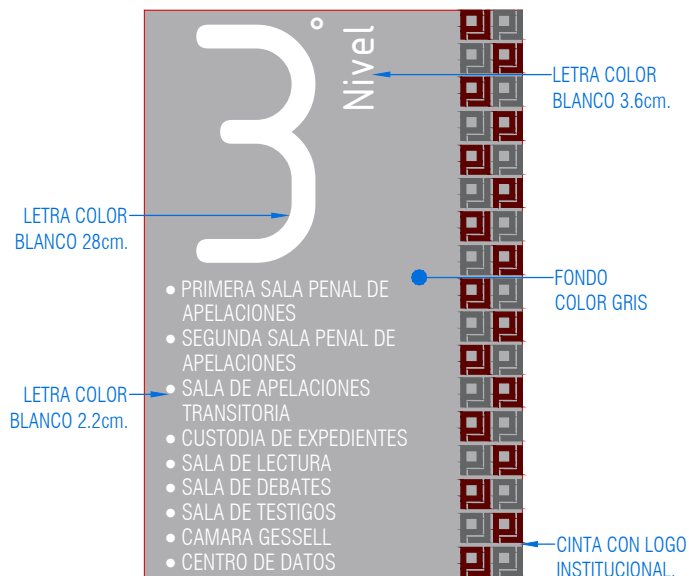 3°
Nivel
LETRA COLOR
BLANCO 3.6cm.
LETRA COLOR
BLANCO 28cm.
FONDO
COLOR GRIS
• PRIMERA SALA PENAL DE
APELACIONES
• SEGUNDA SALA PENAL DE
APELACIONES
• SALA DE APELACIONES
TRANSITORIA
LETRA COLOR
BLANCO 2.2cm.
• CUSTODIA DE EXPEDIENTES
• SALA DE LECTURA
• SALA DE DEBATES
• SALA DE TESTIGOS
• CAMARA GESSELL
• CENTRO DE DATOS
CINTA CON LOGO
INSTITUCIONAL.